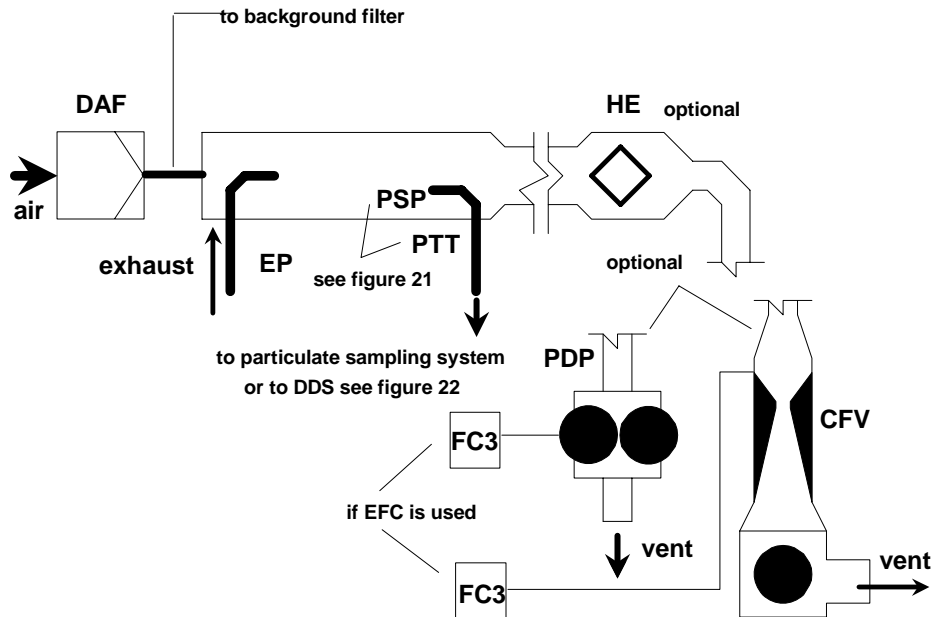 to background filter
DAF
HE optional
air
PSP
exhaust
EP
PTT
see figure 21
optional
to particulate sampling system
or to DDS see figure 22
PDP
CFV
FC3
if EFC is used
vent
vent
FC3